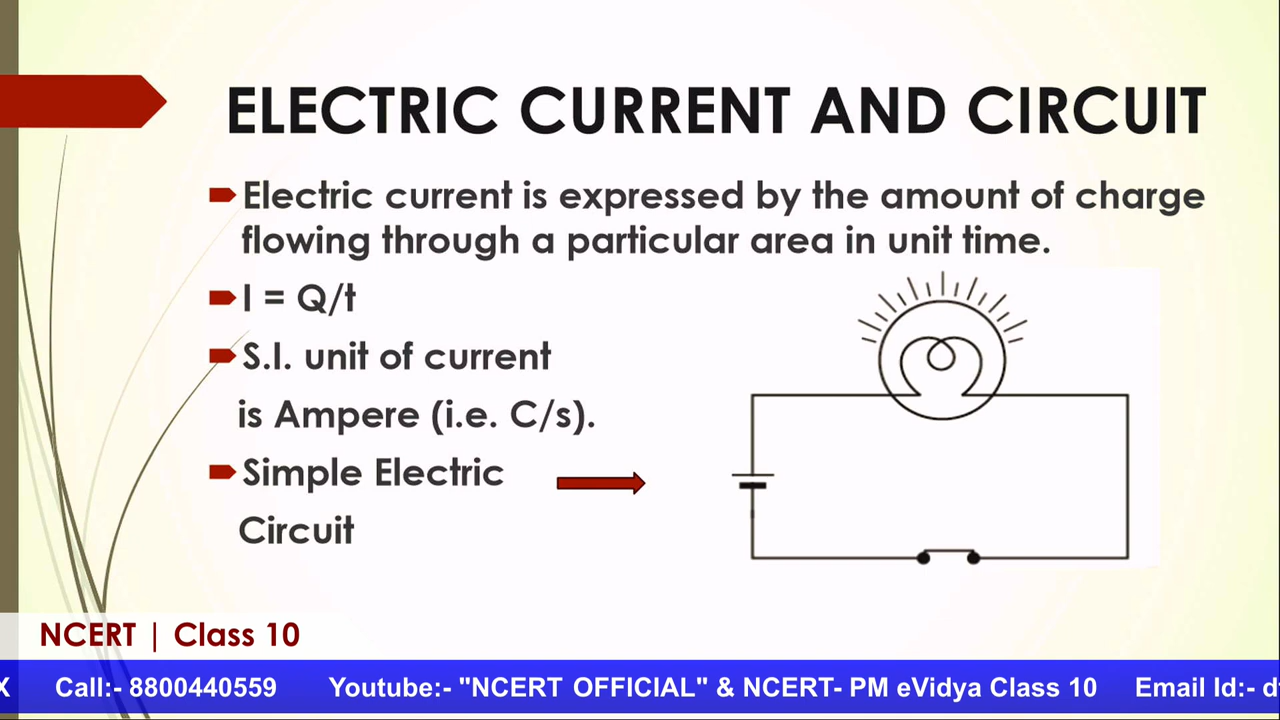 ELECTRIC CURRENT AND CIRCUIT
Electric current is expressed by the amount of charge
flowing through a particular area in unit time.
I = Q/t
S.I. unit of current
is Ampere (i.e. C/s).
Simple Electric
Circuit
NCERT | Class 10
X Call:- 8800440559 Youtube:- "NCERT OFFICIAL" & NCERT- PM eVidya Class 10 Email Id:- d